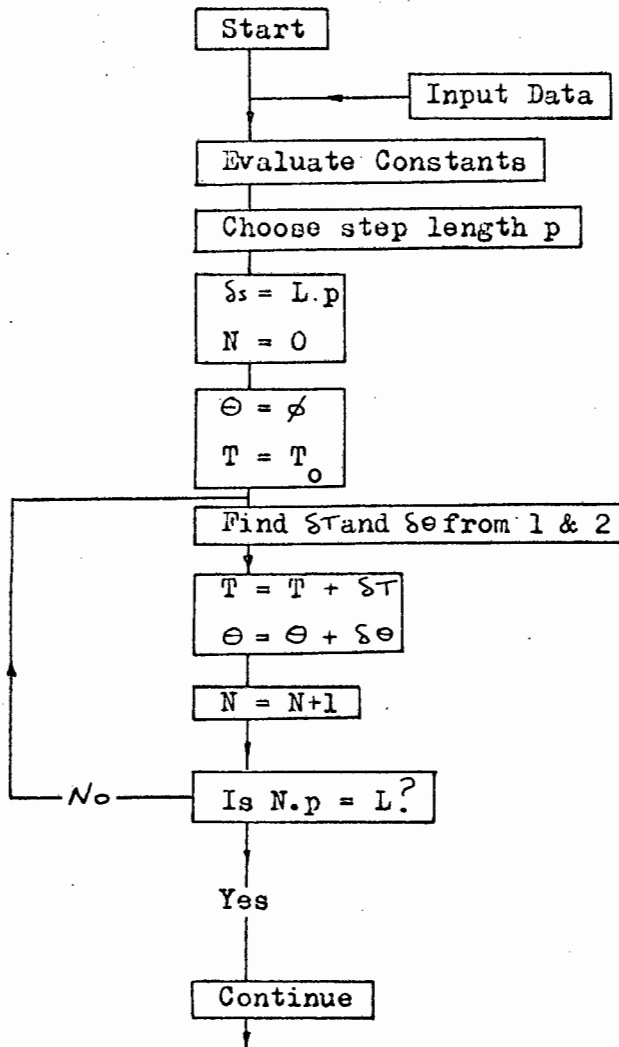 Start
Input Data
Evaluate Constants
Choose step length p
δs = L.p
N = 0
Θ = ϕ
T = T₀
Find δT and δθ from 1 & 2
T = T + δT
Θ = Θ + δθ
N = N+1
No
Is N.p = L?
Yes
Continue